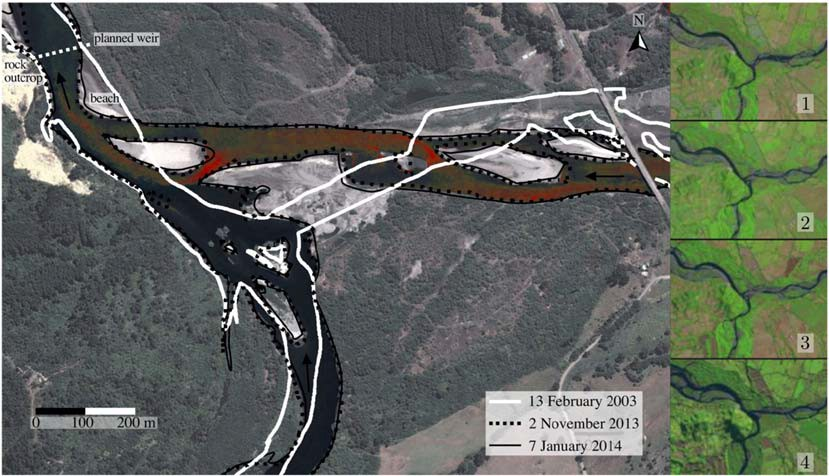 planned weir
rock
outcrop
beach
N
0 100 200 m
13 February 2003
2 November 2013
7 January 2014
1
2
3
4